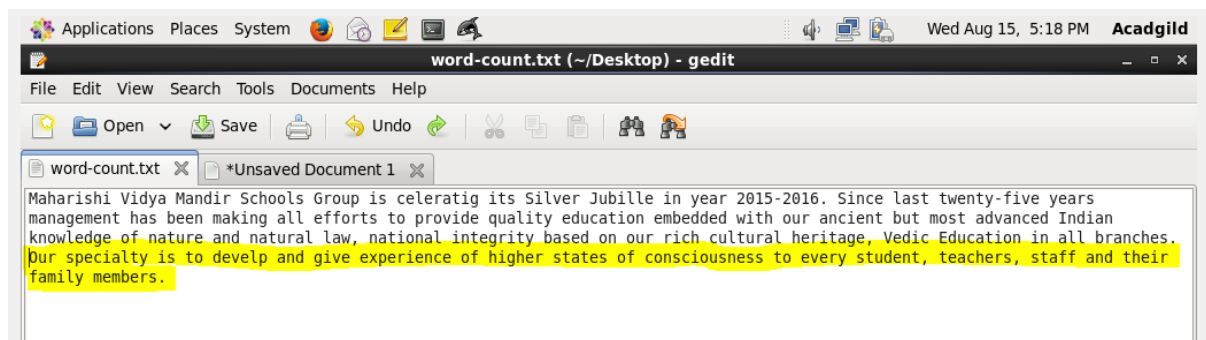 Applications Places System Wed Aug 15, 5:18 PM Acadgild
word-count.txt (~/Desktop) - gedit
File Edit View Search Tools Documents Help
Open Save Undo
word-count.txt *Unsaved Document 1
Maharishi Vidya Mandir Schools Group is celeratig its Silver Jubille in year 2015-2016. Since last twenty-five years
management has been making all efforts to provide quality education embedded with our ancient but most advanced Indian
knowledge of nature and natural law, national integrity based on our rich cultural heritage, Vedic Education in all branches.
Our specialty is to develp and give experience of higher states of consciousness to every student, teachers, staff and their
family members.